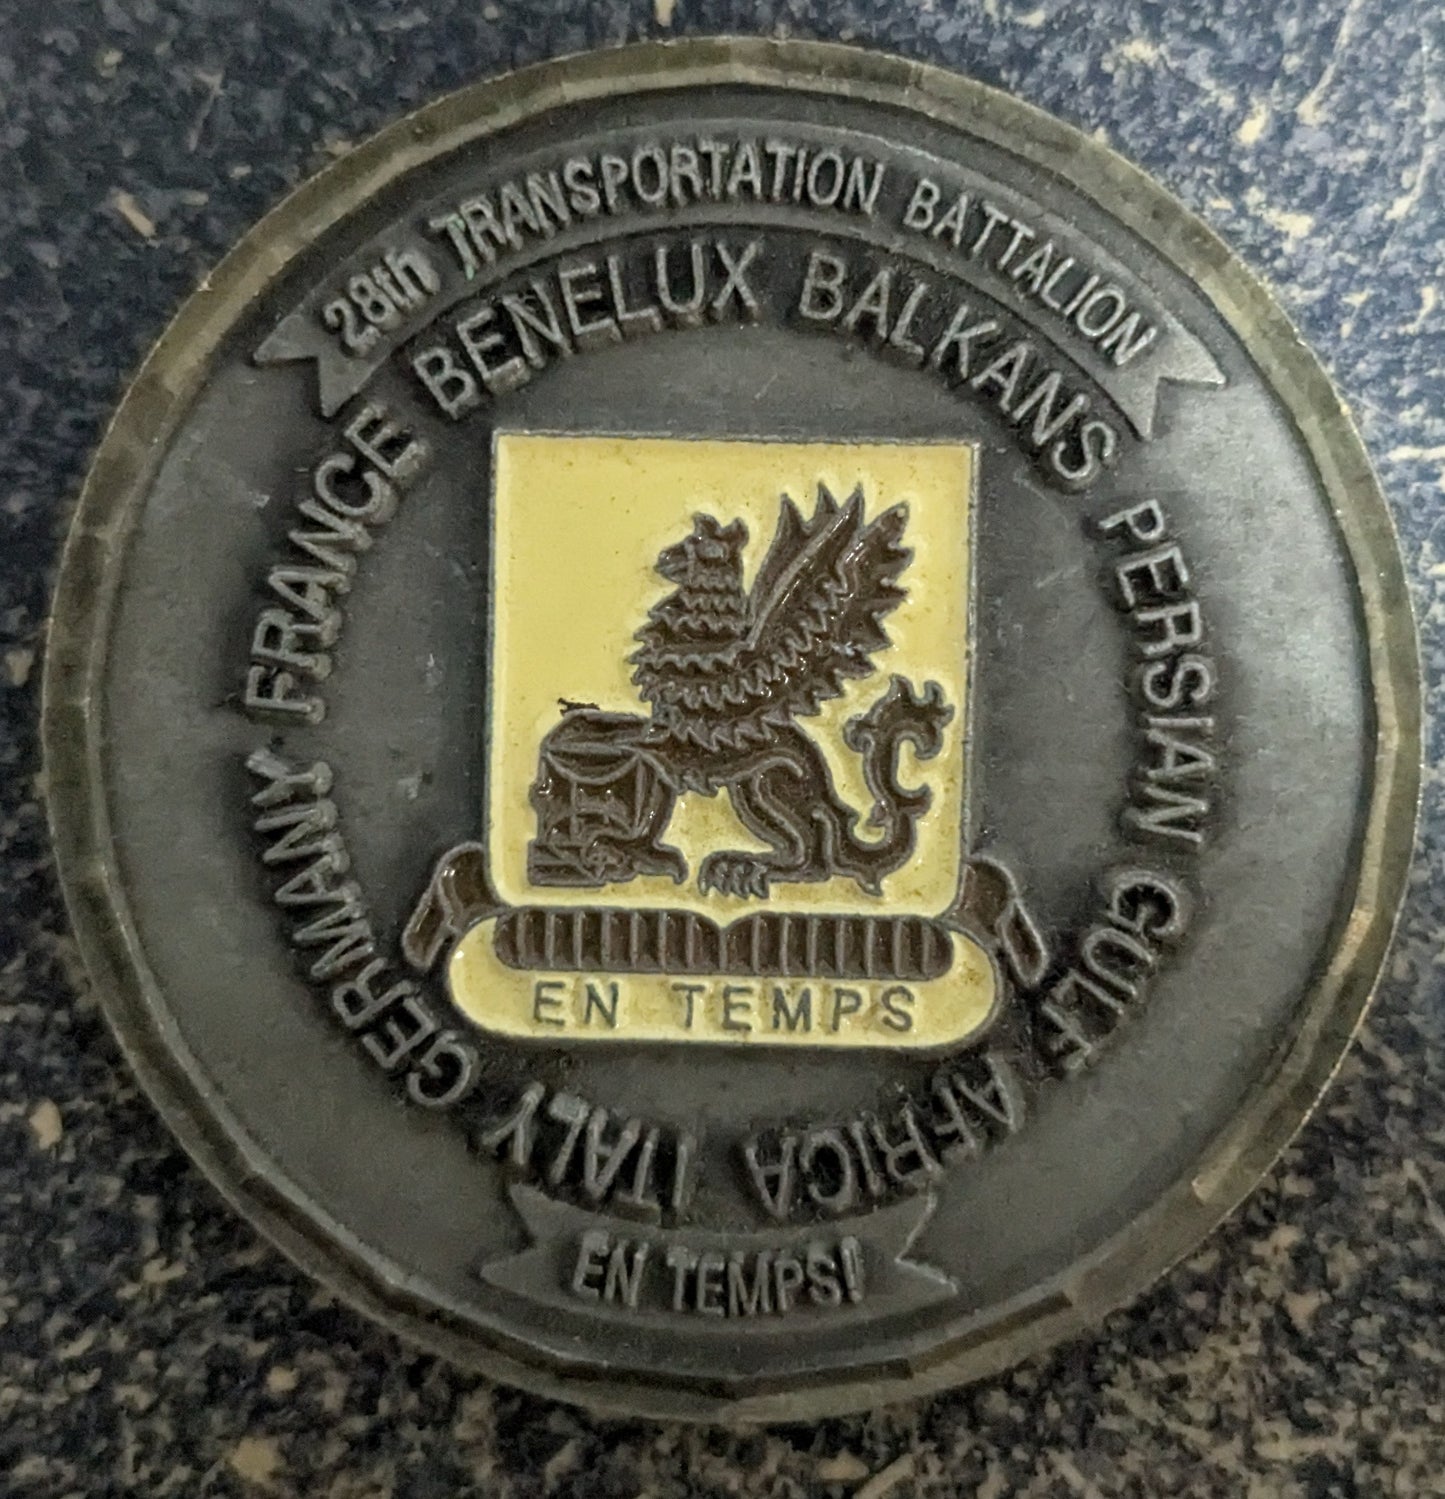 28th TRANSPORTATION BATTALION
ITALY GERMANY FRANCE BENELUX BALKANS PERSIAN GULF AFRICA
EN TEMPS
EN TEMPS!